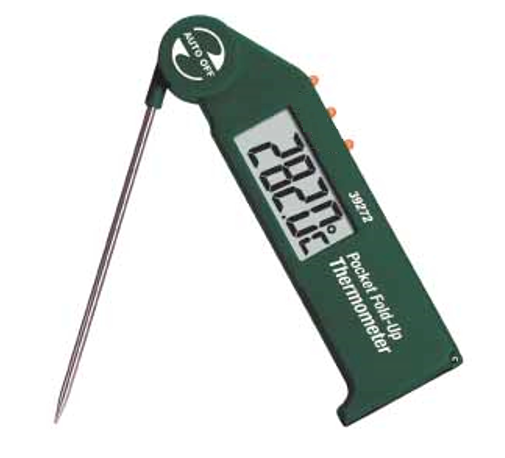 AUTO OFF
282.0°C
39272
Pocket Fold-Up
Thermometer